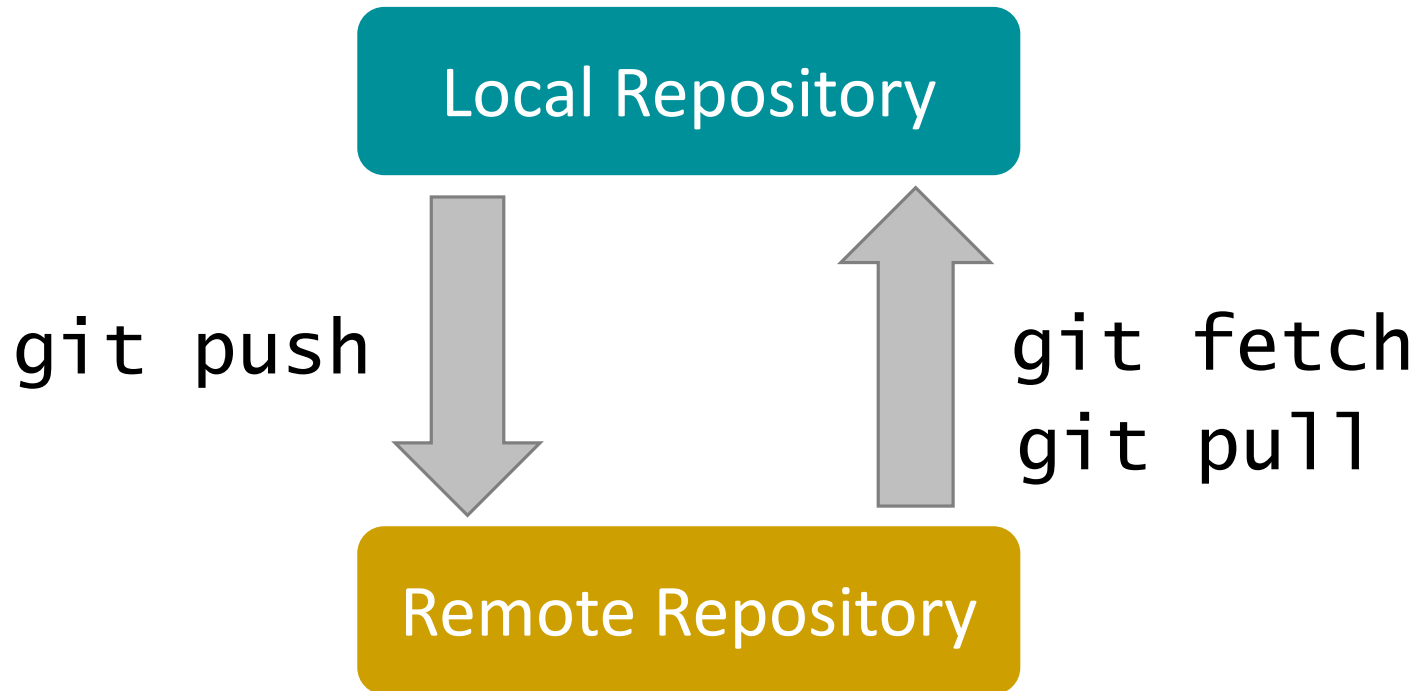 Local Repository
git push
git fetch
git pull
Remote Repository